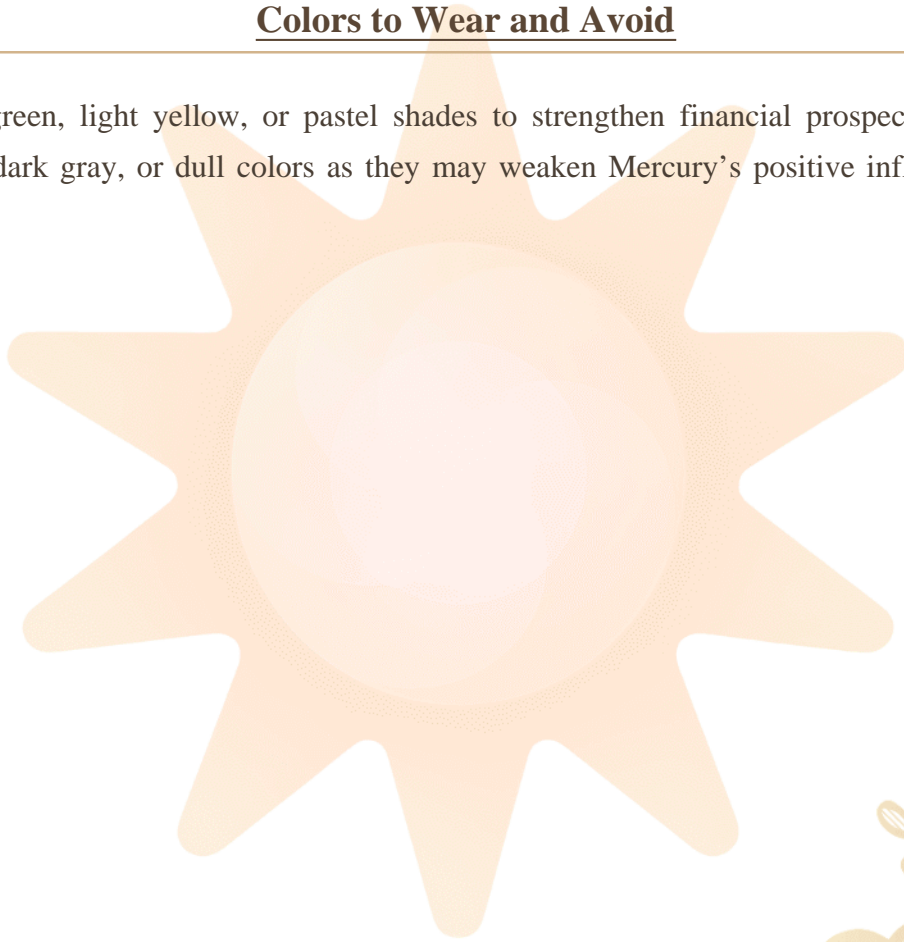 Colors to Wear and Avoid
green, light yellow, or pastel shades to strengthen financial prospec
dark gray, or dull colors as they may weaken Mercury’s positive inf